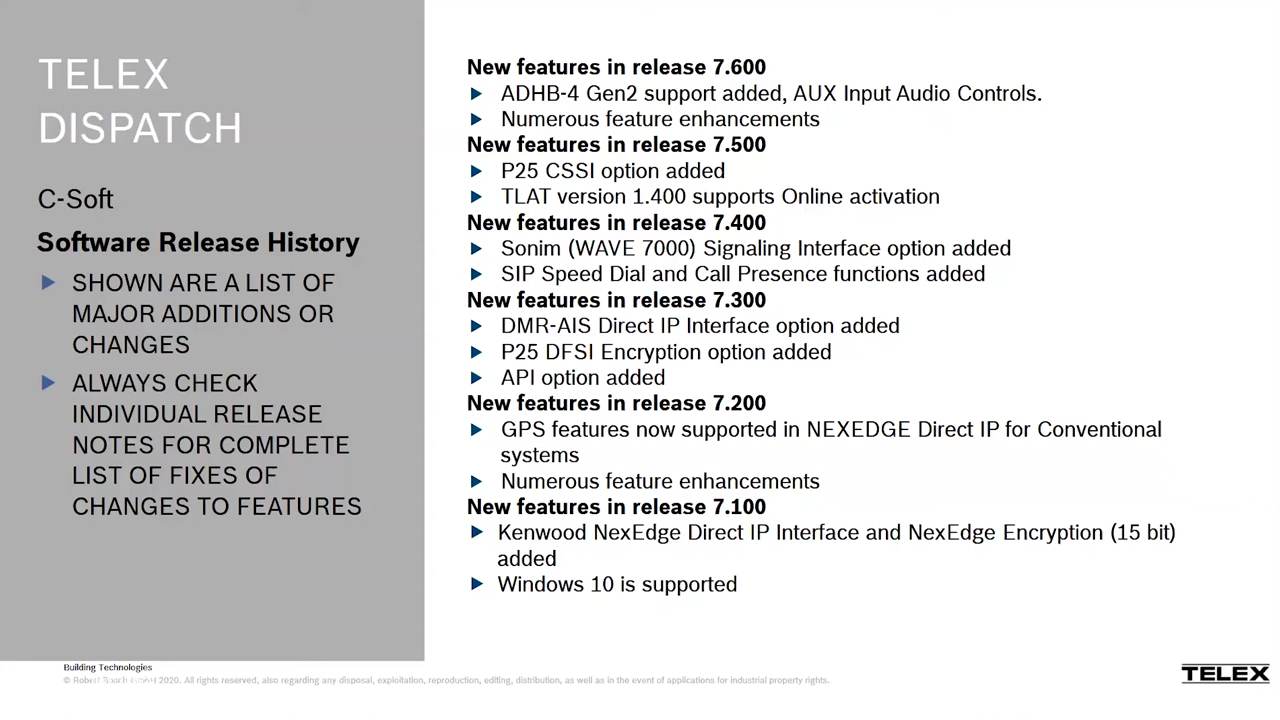 TELEX
DISPATCH
C-Soft
Software Release History
SHOWN ARE A LIST OF
MAJOR ADDITIONS OR
CHANGES
ALWAYS CHECK
INDIVIDUAL RELEASE
NOTES FOR COMPLETE
LIST OF FIXES OF
CHANGES TO FEATURES
New features in release 7.600
ADHB-4 Gen2 support added, AUX Input Audio Controls.
Numerous feature enhancements
New features in release 7.500
P25 CSSI option added
TLAT version 1.400 supports Online activation
New features in release 7.400
Sonim (WAVE 7000) Signaling Interface option added
SIP Speed Dial and Call Presence functions added
New features in release 7.300
DMR-AIS Direct IP Interface option added
P25 DFSI Encryption option added
API option added
New features in release 7.200
GPS features now supported in NEXEDGE Direct IP for Conventional
systems
Numerous feature enhancements
New features in release 7.100
Kenwood NexEdge Direct IP Interface and NexEdge Encryption (15 bit)
added
Windows 10 is supported
Building Technologies
© Robert Bosch GmbH 2020. All rights reserved, also regarding any disposal, exploitation, reproduction, editing, distribution, as well as in the event of applications for industrial property rights.
TELEX